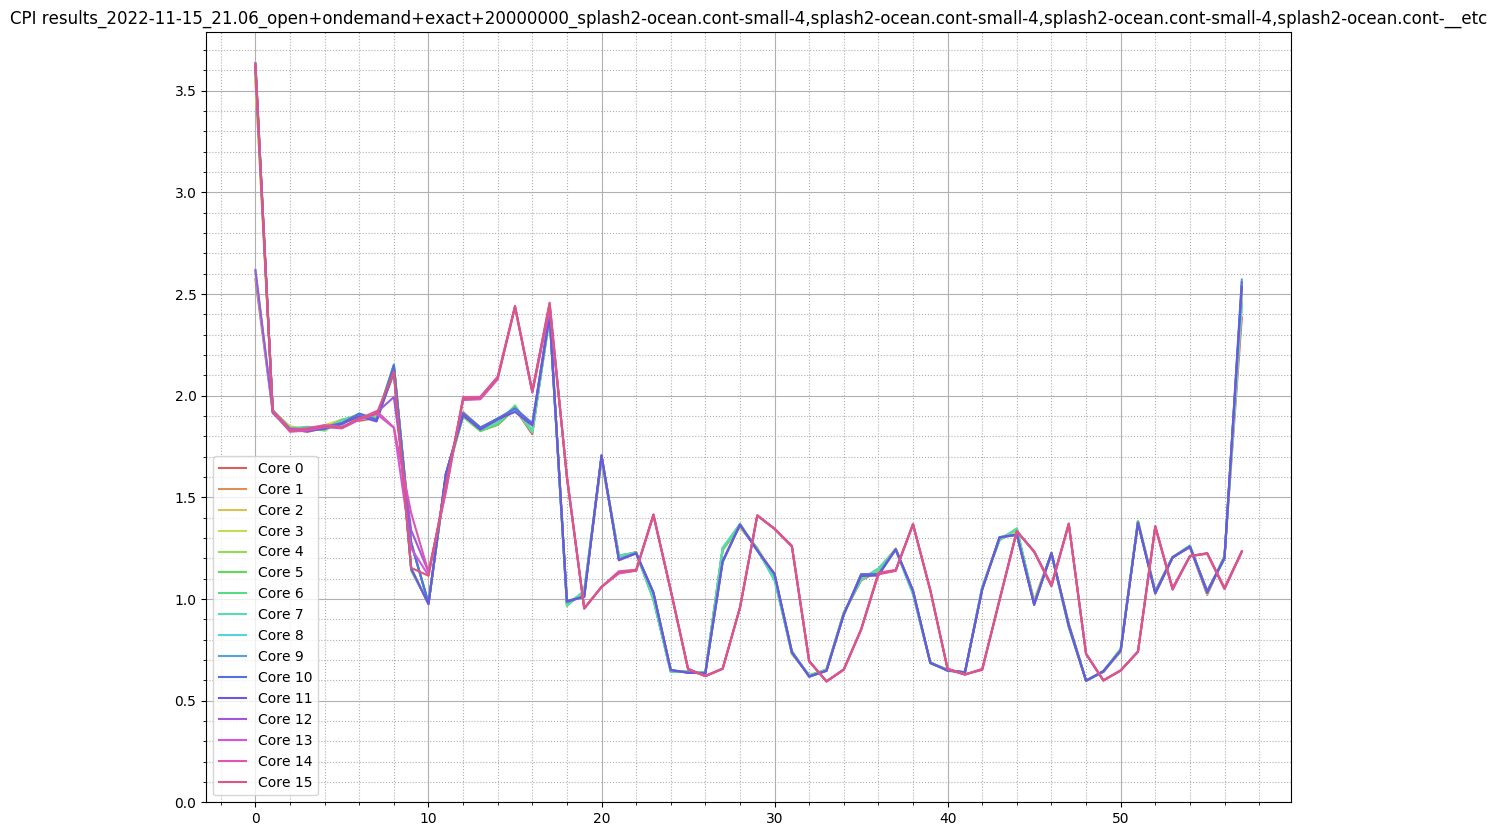 CPI results_2022-11-15_21.06_open+ondemand+exact+20000000_splash2-ocean.cont-small-4,splash2-ocean.cont-small-4,splash2-ocean.cont-small-4,splash2-ocean.cont-__etc
3.5
3.0
2.5
2.0
1.5
1.0
0.5
0.0
Core 0
Core 1
Core 2
Core 3
Core 4
Core 5
Core 6
Core 7
Core 8
Core 9
Core 10
Core 11
Core 12
Core 13
Core 14
Core 15
0 10 20 30 40 50